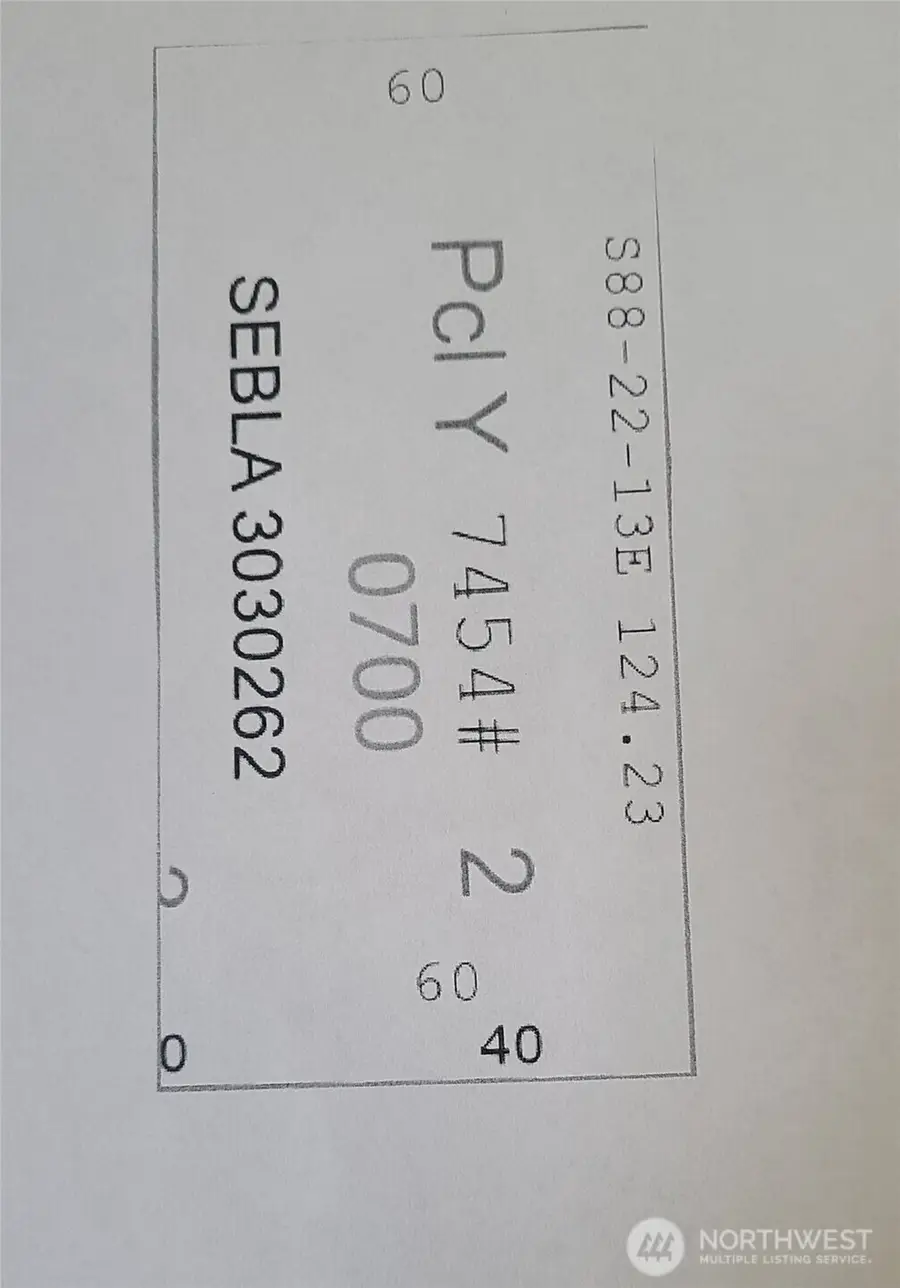 60
S88-22-13E 124.23
Pcl Y 7454# 2
0700
SEBLA 3030262
60
40
0
NORTHWEST
MULTIPLE LISTING SERVICE.